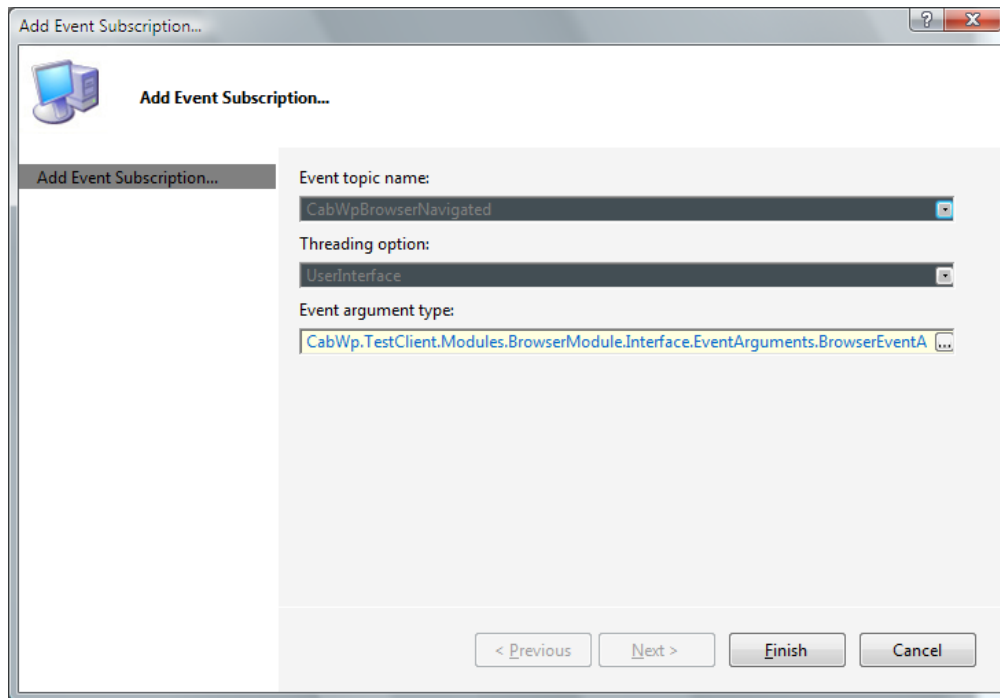 Add Event Subscription...
Add Event Subscription...
Add Event Subscription...
Event topic name:
CabWpBrowserNavigated
Threading option:
UserInterface
Event argument type:
CabWp.TestClient.Modules.BrowserModule.Interface.EventArguments.BrowserEventA ...
< Previous Next > Finish Cancel